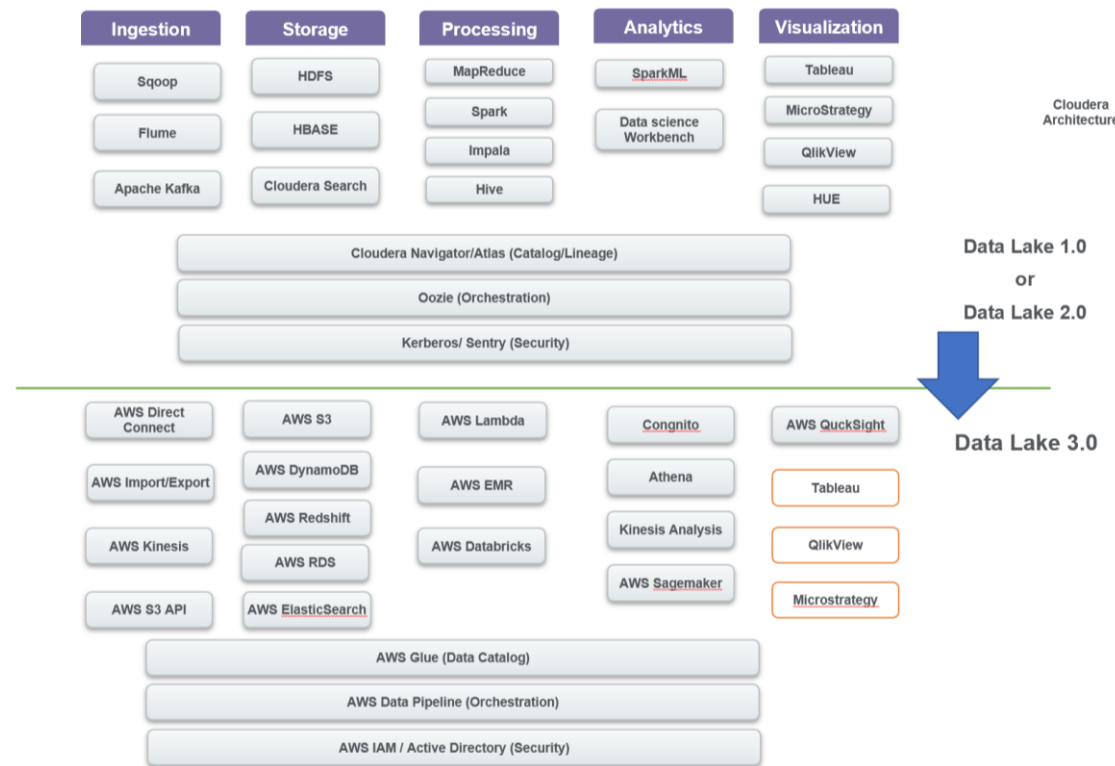 Ingestion
Storage
Processing
Analytics
Visualization
Sqoop
Flume
Apache Kafka
HDFS
HBASE
Cloudera Search
MapReduce
Spark
Impala
Hive
SparkML
Data science
Workbench
Tableau
MicroStrategy
QlikView
HUE
Cloudera
Architecture
Cloudera Navigator/Atlas (Catalog/Lineage)
Oozie (Orchestration)
Kerberos/ Sentry (Security)
Data Lake 1.0
or
Data Lake 2.0
Data Lake 3.0
AWS Direct
Connect
AWS Import/Export
AWS Kinesis
AWS S3 API
AWS S3
AWS DynamoDB
AWS Redshift
AWS RDS
AWS ElasticSearch
AWS Lambda
AWS EMR
AWS Databricks
Congnito
Athena
Kinesis Analysis
AWS Sagemaker
AWS QuckSight
Tableau
QlikView
Microstrategy
AWS Glue (Data Catalog)
AWS Data Pipeline (Orchestration)
AWS IAM / Active Directory (Security)